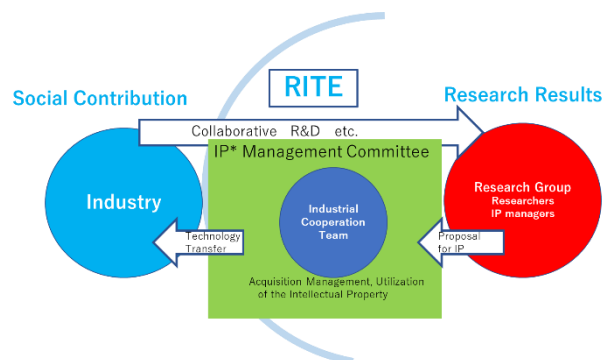 RITE
Social Contribution
Research Results
Collaborative R&D etc.
IP* Management Committee
Industry
Industrial
Cooperation
Team
Research Group
Researchers
IP managers
Technology
Transfer
Proposal
for IP
Acquisition Management, Utilization
of the Intellectual Property